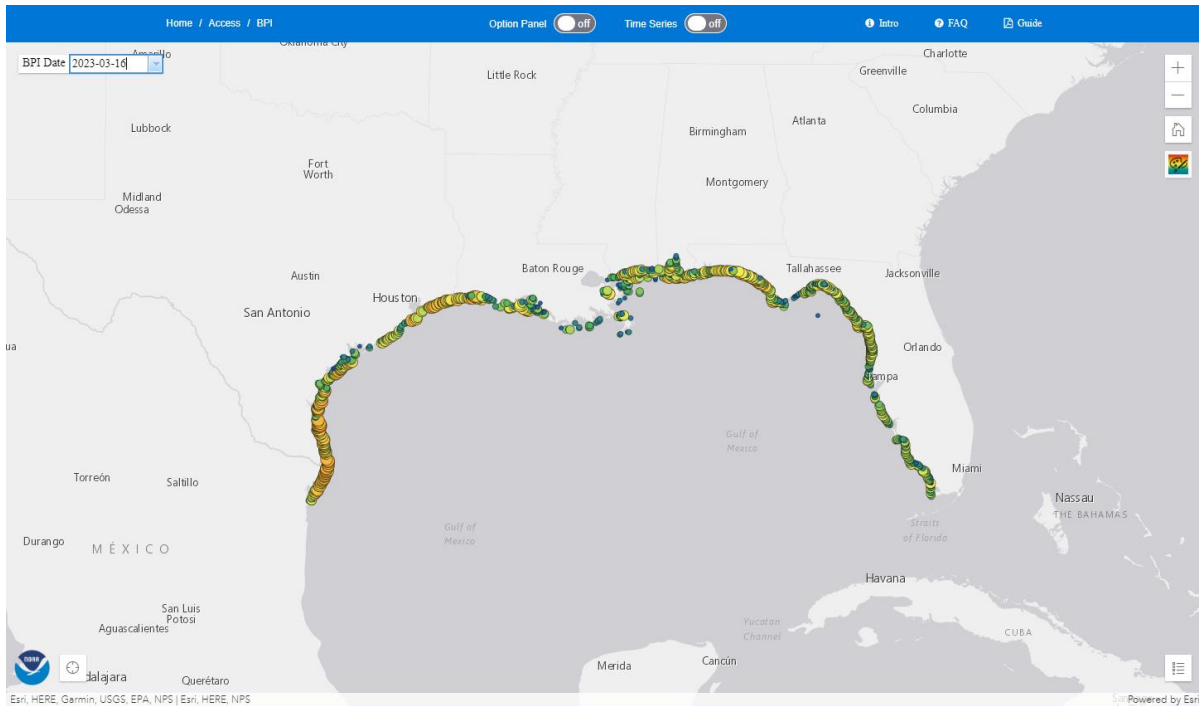 Home / Access / BPI
Option Panel off
Time Series off
Intro
FAQ
Guide
BPI Date 2023-03-16
Amarillo
Oklahoma City
Little Rock
Charlotte
Greenville
Columbia
Lubbock
Birmingham
Atlanta
Fort
Worth
Montgomery
Midland
Odessa
Austin
Baton Rouge
Tallahassee
Jacksonville
Houston
San Antonio
Orlando
Tampa
Gulf of
Mexico
Miami
Torreón
Saltillo
Nassau
THE BAHAMAS
Gulf of
Mexico
Straits
of Florida
Durango
MÉXICO
Havana
San Luis
Potosi
Aguascalientes
Yucatan
Channel
CUBA
NOAA
dalajara
Querétaro
Merida
Cancún
Esri, HERE, Garmin, USGS, EPA, NPS | Esri, HERE, NPS
Powered by Esri